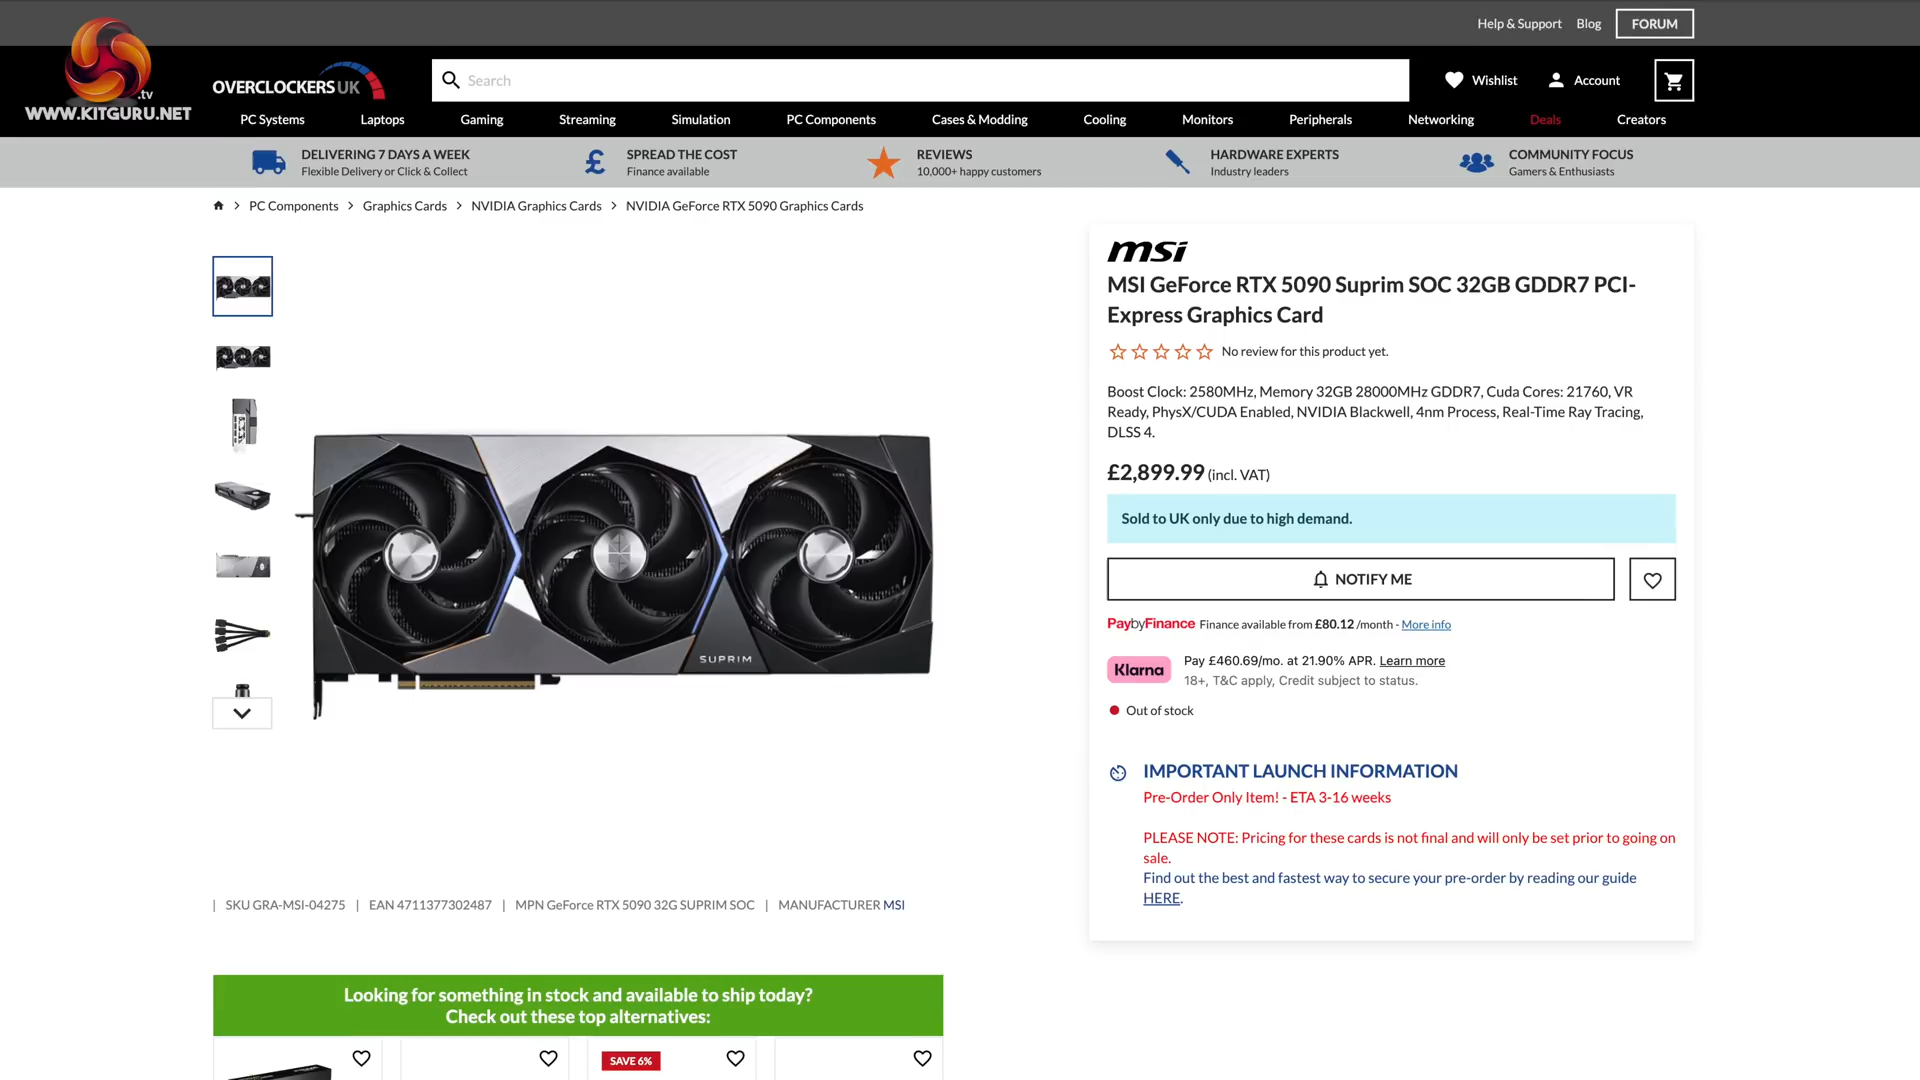 Help & Support Blog FORUM
.tv
WWW.KITGURU.NET
OVERCLOCKERS UK
Search
Wishlist Account
PC Systems Laptops Gaming Streaming Simulation PC Components Cases & Modding Cooling Monitors Peripherals Networking Deals Creators
DELIVERING 7 DAYS A WEEK
Flexible Delivery or Click & Collect
SPREAD THE COST
Finance available
REVIEWS
10,000+ happy customers
HARDWARE EXPERTS
Industry leaders
COMMUNITY FOCUS
Gamers & Enthusiasts
PC Components > Graphics Cards > NVIDIA Graphics Cards > NVIDIA GeForce RTX 5090 Graphics Cards
SUPRIM
msi
MSI GeForce RTX 5090 Suprim SOC 32GB GDDR7 PCI-
Express Graphics Card
No review for this product yet.
Boost Clock: 2580MHz, Memory 32GB 28000MHz GDDR7, Cuda Cores: 21760, VR
Ready, PhysX/CUDA Enabled, NVIDIA Blackwell, 4nm Process, Real-Time Ray Tracing,
DLSS 4.
£2,899.99 (incl. VAT)
Sold to UK only due to high demand.
NOTIFY ME
PaybyFinance Finance available from £80.12 /month - More info
Klarna
Pay £460.69/mo. at 21.90% APR. Learn more
18+, T&C apply, Credit subject to status.
Out of stock
IMPORTANT LAUNCH INFORMATION
Pre-Order Only Item! - ETA 3-16 weeks
PLEASE NOTE: Pricing for these cards is not final and will only be set prior to going on
sale.
Find out the best and fastest way to secure your pre-order by reading our guide
HERE.
| SKU GRA-MSI-04275 | EAN 4711377302487 | MPN GeForce RTX 5090 32G SUPRIM SOC | MANUFACTURER MSI
Looking for something in stock and available to ship today?
Check out these top alternatives:
SAVE 6%